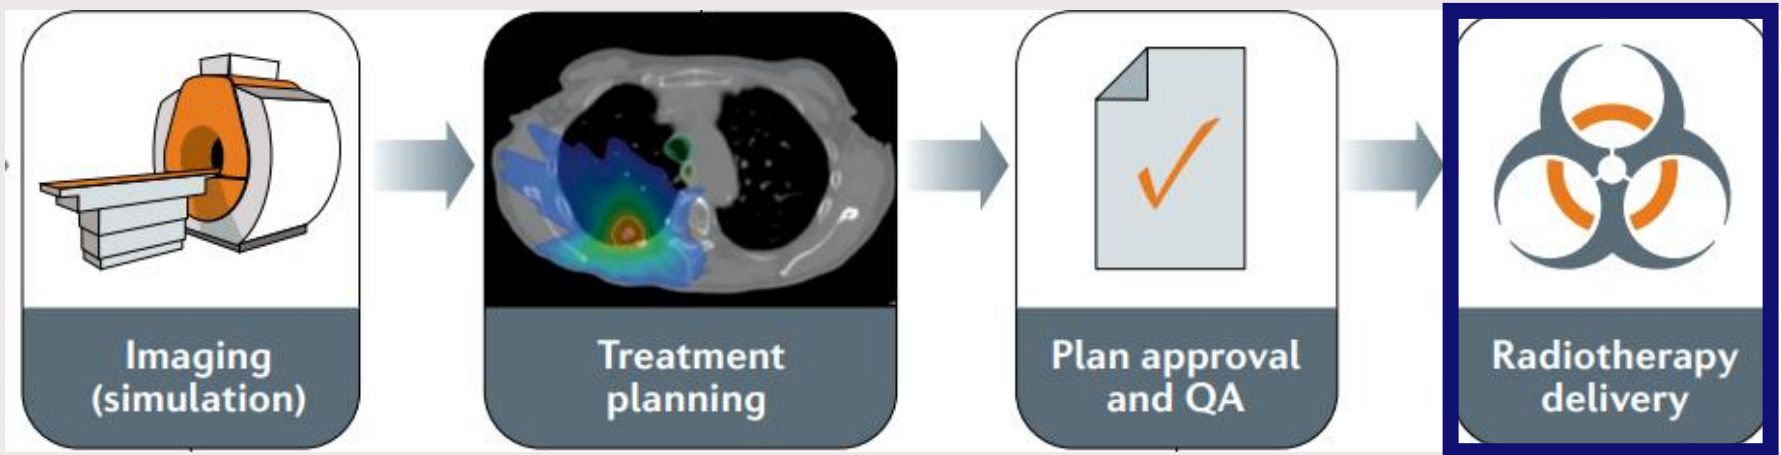 Imaging
(simulation)
Treatment
planning
Plan approval
and QA
Radiotherapy
delivery